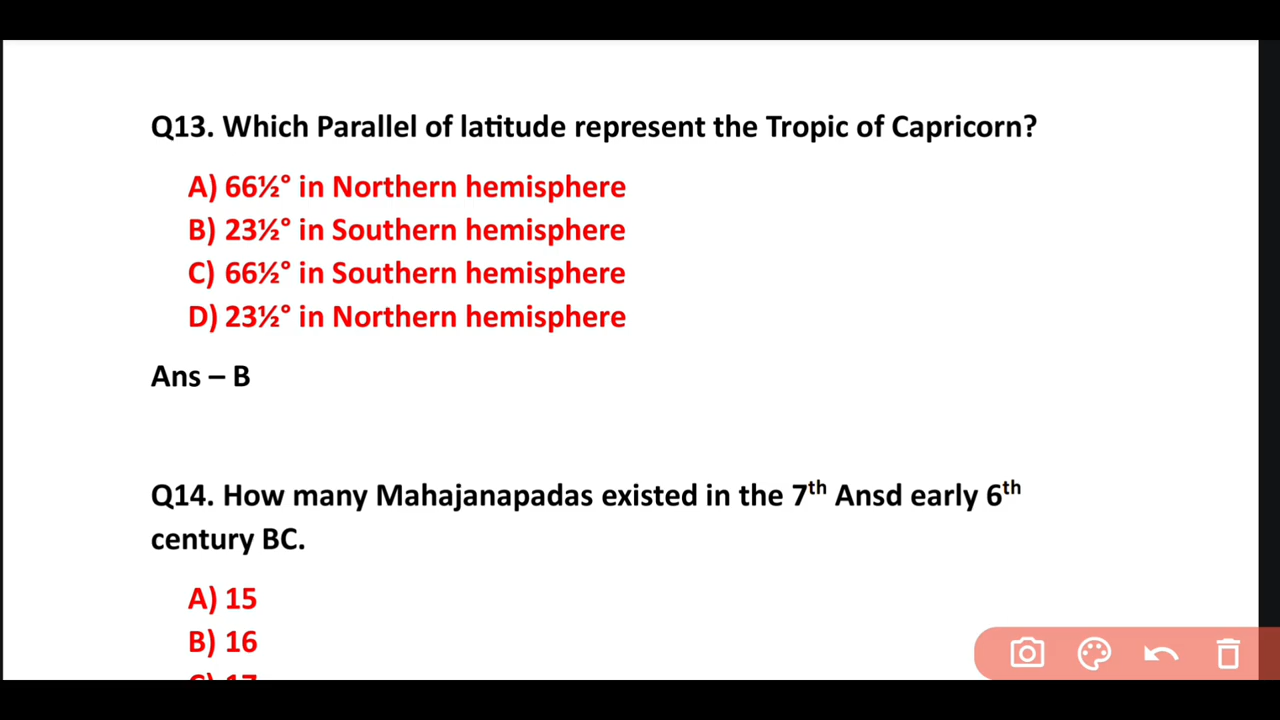 Q13. Which Parallel of latitude represent the Tropic of Capricorn?
A) 66½° in Northern hemisphere
B) 23½° in Southern hemisphere
C) 66½° in Southern hemisphere
D) 23½° in Northern hemisphere
Ans – B
Q14. How many Mahajanapadas existed in the 7th Ansd early 6th
century BC.
A) 15
B) 16